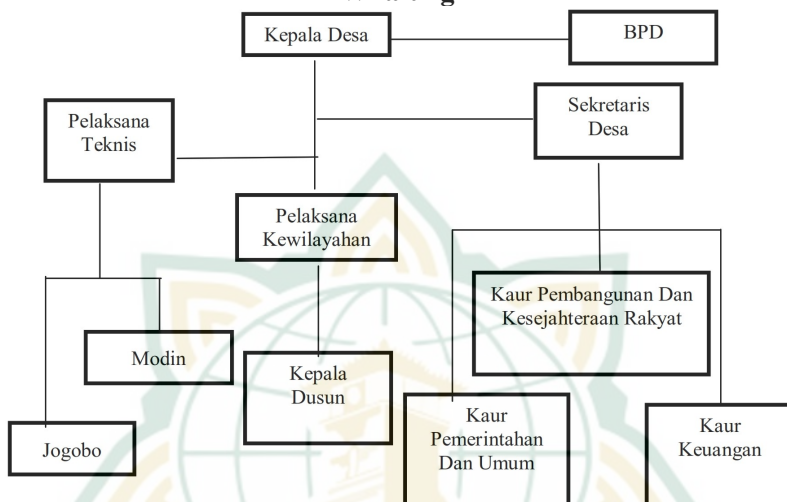 Kepala Desa
BPD
Sekretaris
Desa
Pelaksana
Teknis
Pelaksana
Kewilayahan
Kaur Pembangunan Dan
Kesejahteraan Rakyat
Modin
Kepala
Dusun
Kaur
Pemerintahan
Dan Umum
Kaur
Keuangan
Jogobo